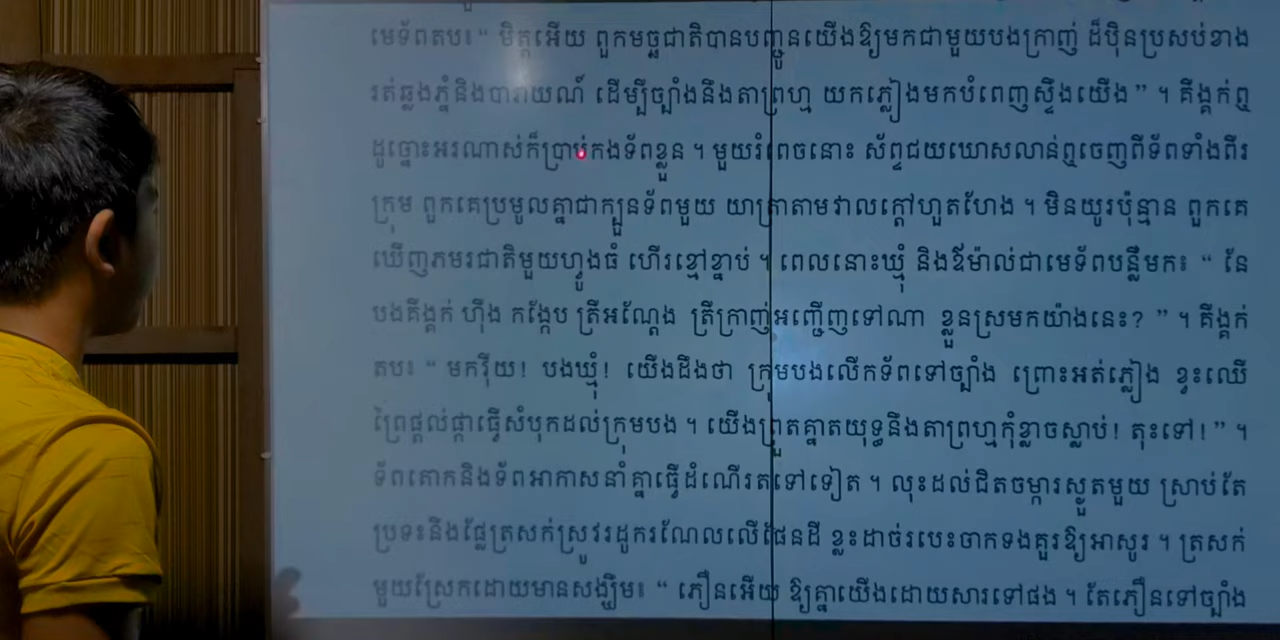 មេទ័ពតប៖ “ មិត្តអើយ ពួកមច្ឆជាតិបានបញ្ជូនយើងឱ្យមកជាមួយបងក្រាញ់ ដ៏ប៉ិនប្រសប់ខាង
រត់ឆ្លងភ្នំនិងបារាយណ៍ ដើម្បីច្បាំងនឹងតាព្រហ្ម យកភ្លៀងមកបំពេញស្ទឹងយើង” ។ គីង្គក់ឮ
ដូច្នោះអរណាស់ក៏ប្រាប់កងទ័ពខ្លួន ។ មួយរំពេចនោះ ស័ព្ទជយឃោសលាន់ឮចេញពីទ័ពទាំងពីរ
ក្រុម ពួកគេប្រមូលគ្នាជាក្បួនទ័ពមួយ យាត្រាតាមវាលក្ដៅហួតហែង ។ មិនយូរប៉ុន្មាន ពួកគេ
ឃើញភមរជាតិមួយហ្វូងធំ ហើរខ្មៅខ្នាប់ ។ ពេលនោះឃ្មុំ និងឪម៉ាល់ជាមេទ័ពបន្លឺមក៖ “ នែ
បងគីង្គក់ ហ៊ីង កង្កែប ត្រីអណ្ដែង ត្រីក្រាញ់អញ្ជើញទៅណា ខ្លួនស្រមកយ៉ាងនេះ? ” ។ គីង្គក់
តប៖ “ មកវ៉ីយ! បងឃ្មុំ! យើងដឹងថា ក្រុមបងលើកទ័ពទៅច្បាំង ព្រោះអត់ភ្លៀង ខ្វះឈើ
ព្រៃផ្ដល់ផ្កាធ្វើសំបុកដល់ក្រុមបង ។ យើងព្រួតគ្នាតយុទ្ធនឹងតាព្រហ្មកុំខ្លាចស្លាប់! តុះទៅ! ” ។
ទ័ពគោកនិងទ័ពអាកាសនាំគ្នាធ្វើដំណើរតទៅទៀត ។ លុះដល់ជិតចម្ការស្ងួតមួយ ស្រាប់តែ
ប្រទះនឹងផ្លែត្រសក់ស្រូវរដូករណែលលើផែនដី ខ្លះដាច់របេះចាកទងគួរឱ្យអាសូរ ។ ត្រសក់
មួយស្រែកដោយមានសង្ឃឹម៖ “ ភឿនអើយ ឱ្យគ្នាយើងដោយសារទៅផង ។ តែភឿនទៅច្បាំង